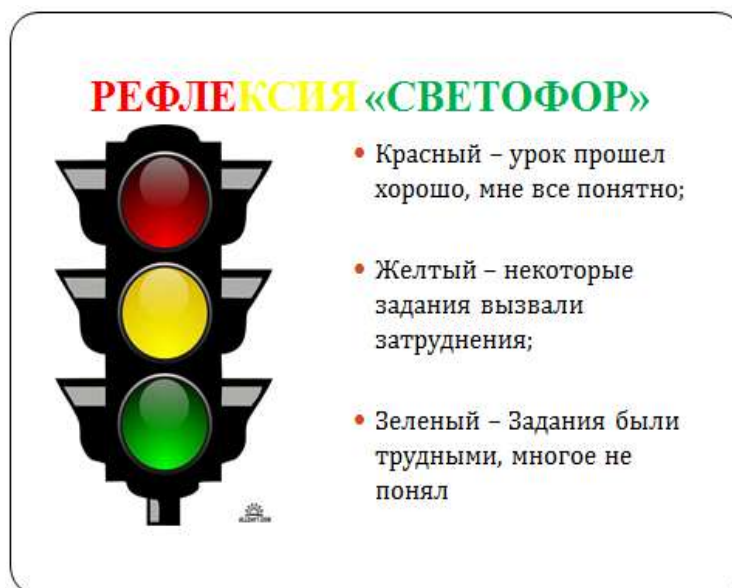 РЕФЛЕКСИЯ «СВЕТОФОР»
• Красный – урок прошел
хорошо, мне все понятно;
• Желтый – некоторые
задания вызвали
затруднения;
• Зеленый – Задания были
трудными, многое не
понял